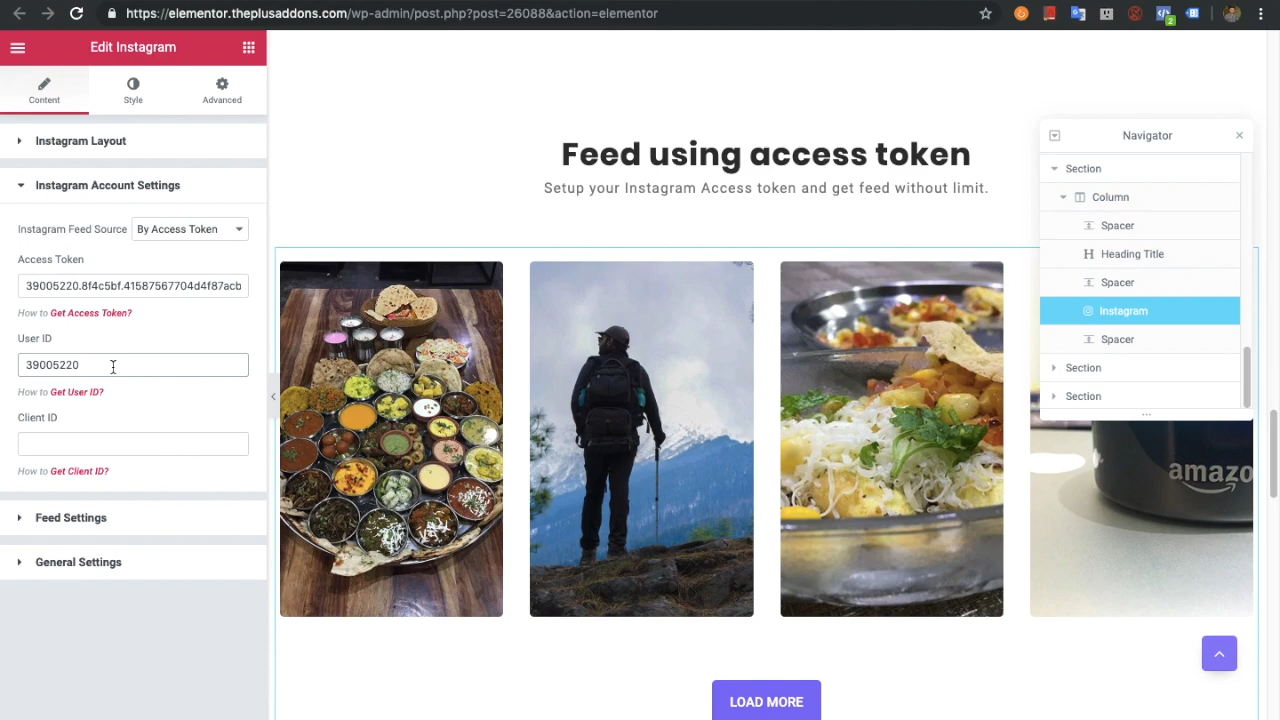 https://elementor.theplusaddons.com/wp-admin/post.php?post=26088&action=elementor
2
Edit Instagram
Content
Style
Advanced
Instagram Layout
Instagram Account Settings
Instagram Feed Source
By Access Token
Access Token
39005220.8f4c5bf.41587567704d4f87acb
How to Get Access Token?
User ID
39005220
How to Get User ID?
Client ID
How to Get Client ID?
Feed Settings
General Settings
Feed using access token
Setup your Instagram Access token and get feed without limit.
amazo
LOAD MORE
Navigator
Section
Column
Spacer
Heading Title
Spacer
Instagram
Spacer
Section
Section